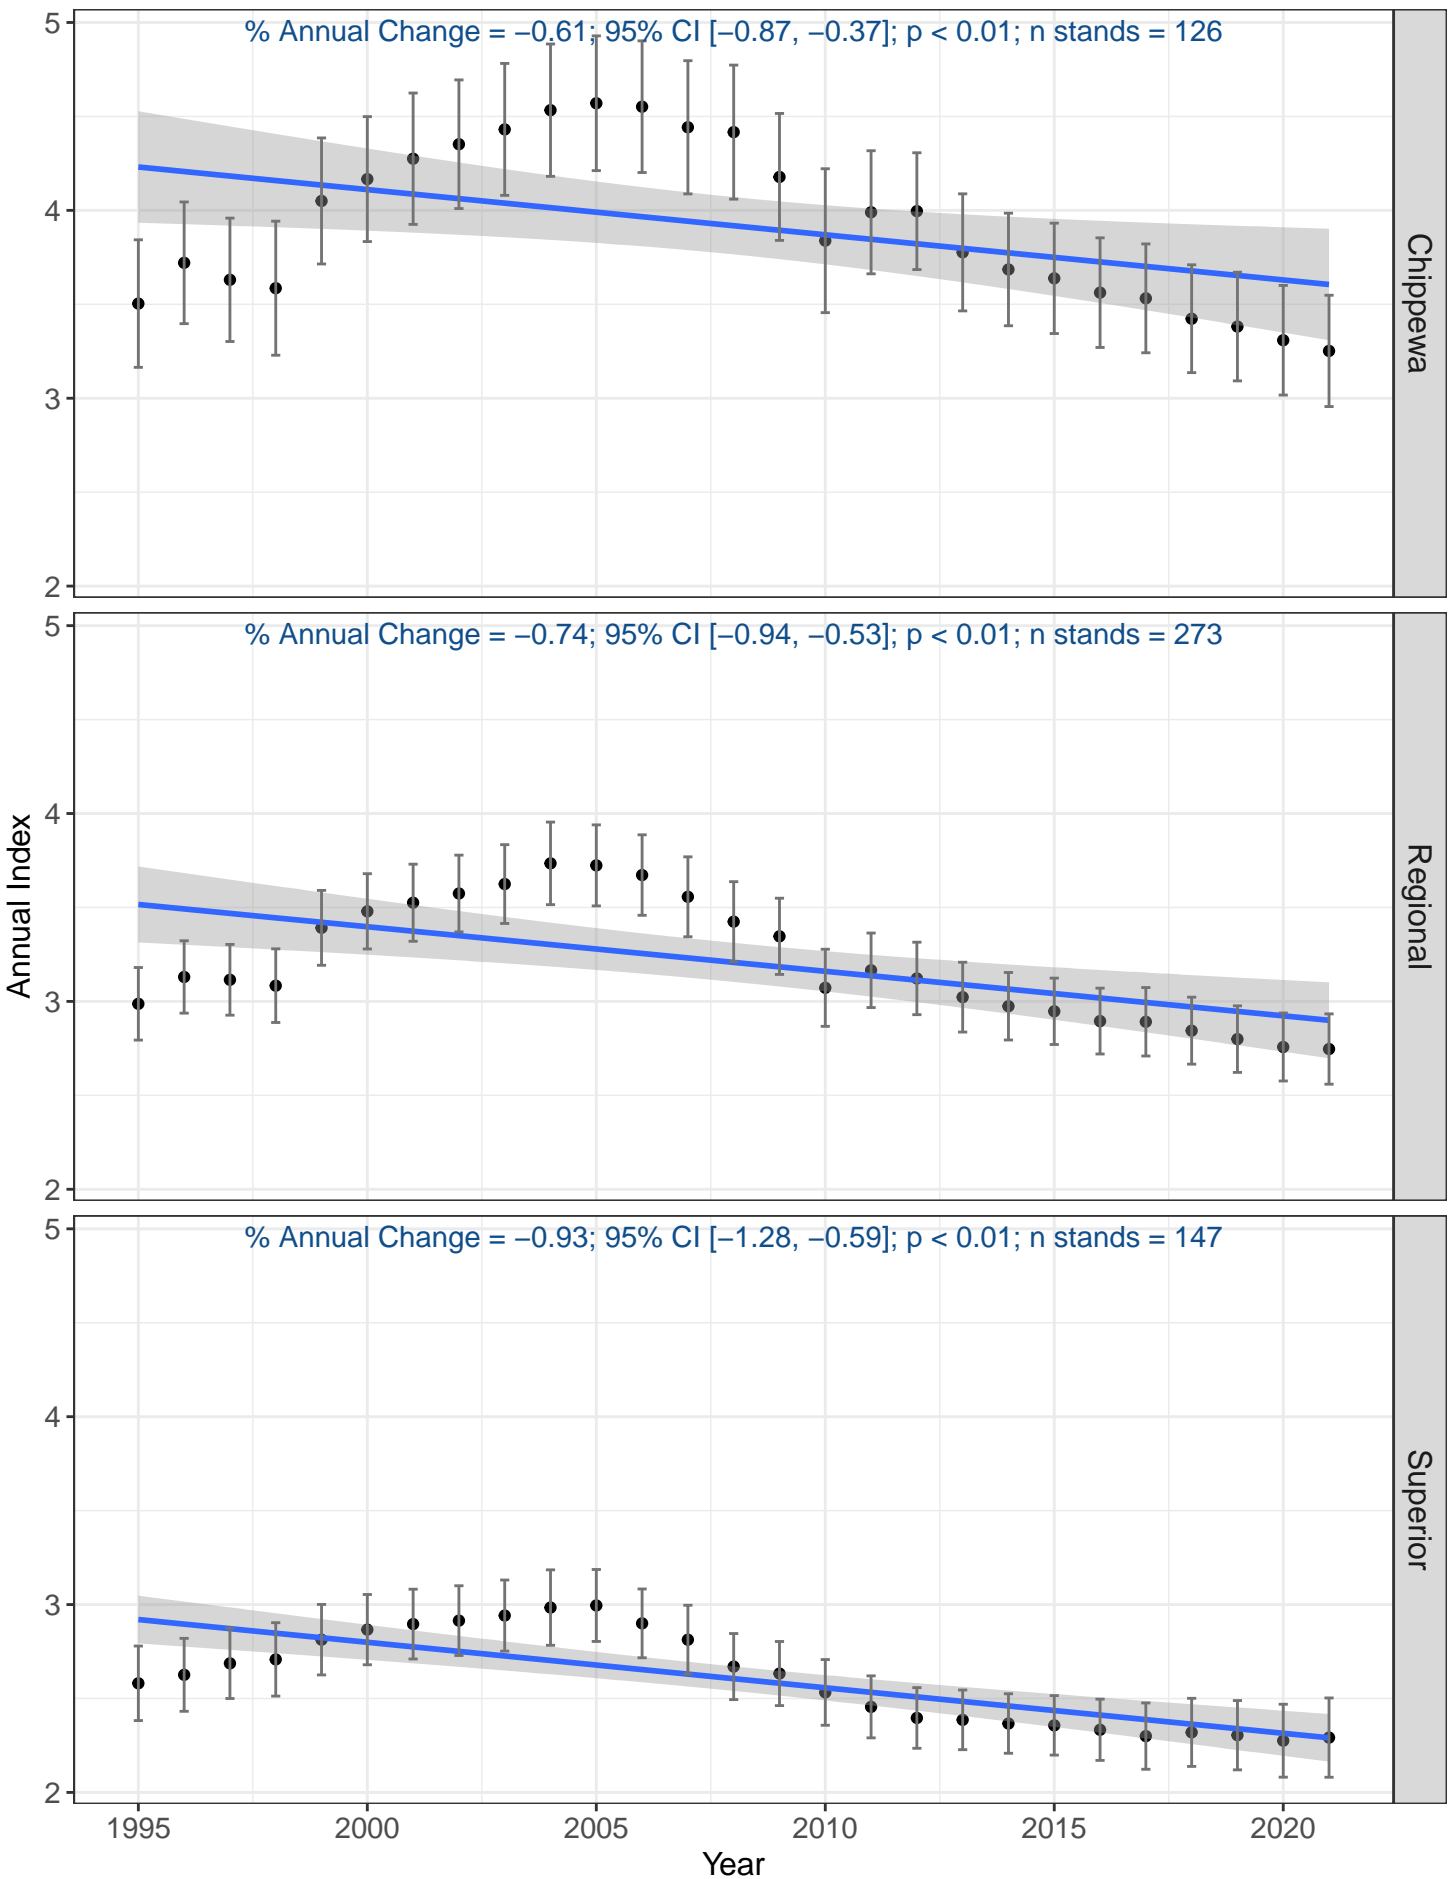 % Annual Change = −0.61; 95% CI [−0.87, −0.37]; p < 0.01; n stands = 126
5
4
3
2
Chippewa
% Annual Change = −0.74; 95% CI [−0.94, −0.53]; p < 0.01; n stands = 273
5
4
3
2
Regional
Annual Index
% Annual Change = −0.93; 95% CI [−1.28, −0.59]; p < 0.01; n stands = 147
5
4
3
2
Superior
1995 2000 2005 2010 2015 2020
Year